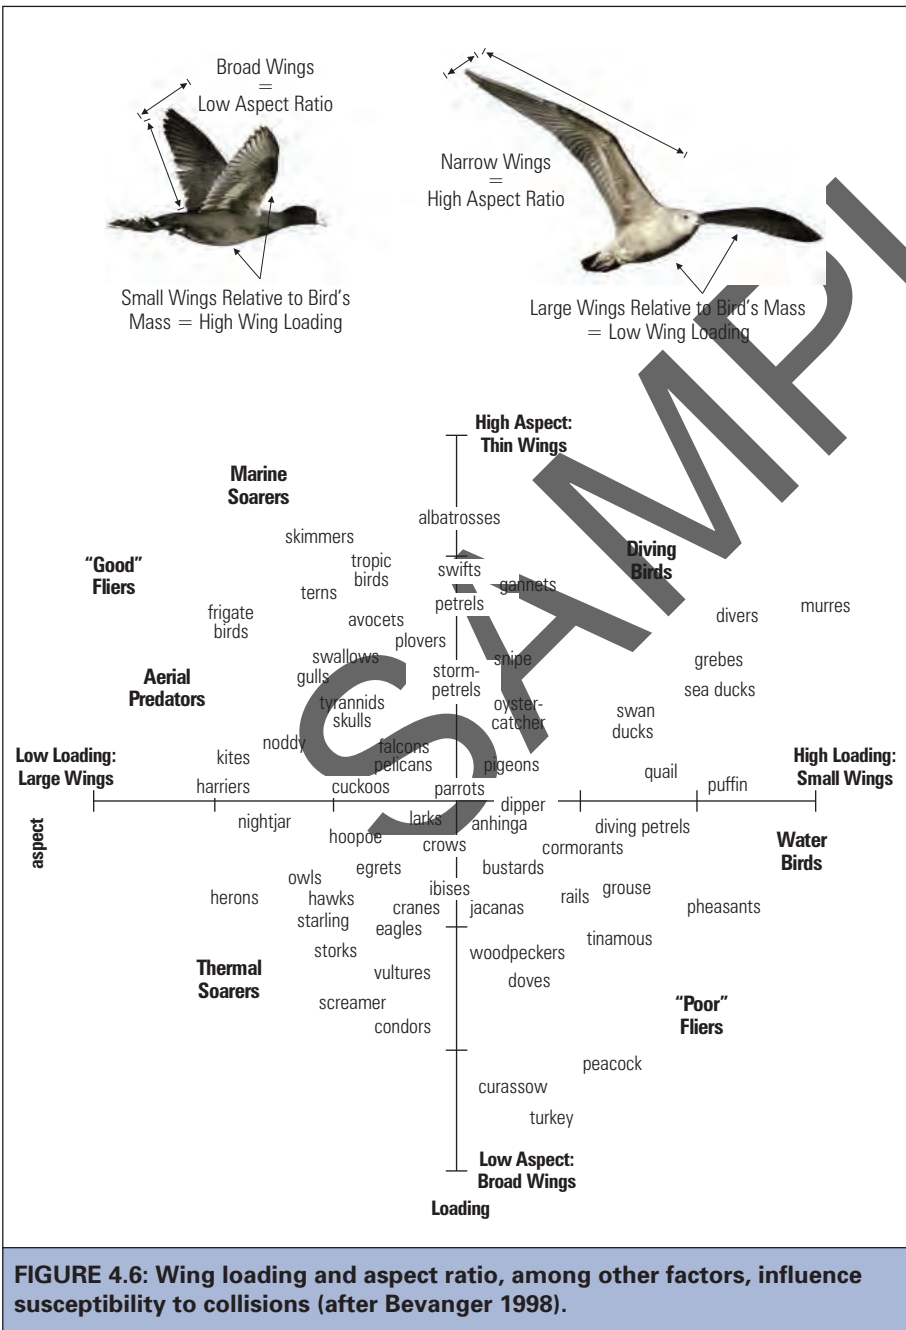 Broad Wings
=
Low Aspect Ratio
Narrow Wings
=
High Aspect Ratio
Small Wings Relative to Bird's
Mass = High Wing Loading
Large Wings Relative to Bird's Mass
= Low Wing Loading
High Aspect:
Thin Wings
Marine
Soarers
albatrosses
skimmers
"Good"
Fliers
tropic
birds
swifts
gannets
Diving
Birds
terns
petrels
frigate
birds
avocets
divers
murres
plovers
swallows
snipe
grebes
gulls
storm-
petrels
sea ducks
Aerial
Predators
tyrannids
skulls
oyster-
catcher
swan
ducks
noddy
falcons
Low Loading:
Large Wings
kites
pelicans
pigeons
quail
High Loading:
Small Wings
harriers
cuckoos
parrots
puffin
dipper
aspect
nightjar
larks
anhinga
diving petrels
hoopoe
crows
cormorants
Water
Birds
egrets
bustards
owls
ibises
grouse
herons
hawks
rails
cranes
jacanas
pheasants
starling
eagles
tinamous
storks
woodpeckers
Thermal
Soarers
vultures
doves
screamer
"Poor"
Fliers
condors
peacock
curassow
turkey
Low Aspect:
Broad Wings
Loading
SAMPL
FIGURE 4.6: Wing loading and aspect ratio, among other factors, influence
susceptibility to collisions (after Bevanger 1998).